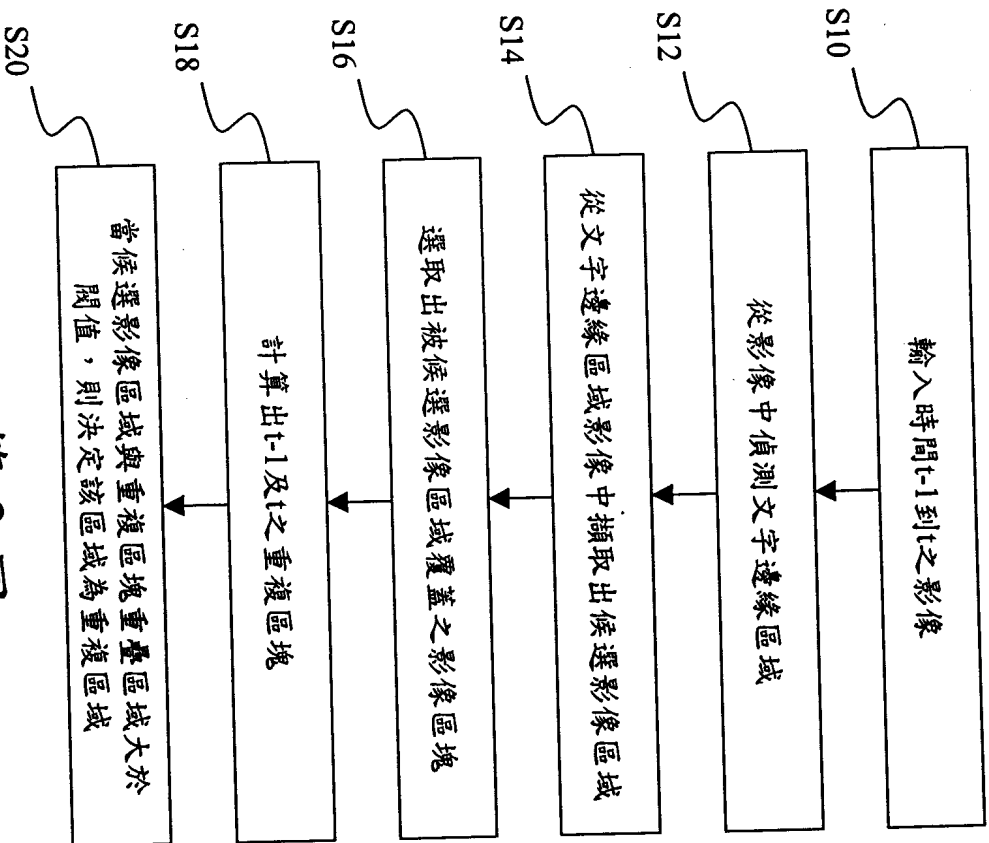 S10
輸入時間t-1到t之影像
S12
從影像中偵測文字邊緣區域
S14
從文字邊緣區域影像中擷取出候選影像區域
S16
選取出被候選影像區域覆蓋之影像區塊
S18
計算出t-1及t之重複區塊
S20
當候選影像區域與重複區塊重疊區域大於
閥值，則決定該區域為重複區域